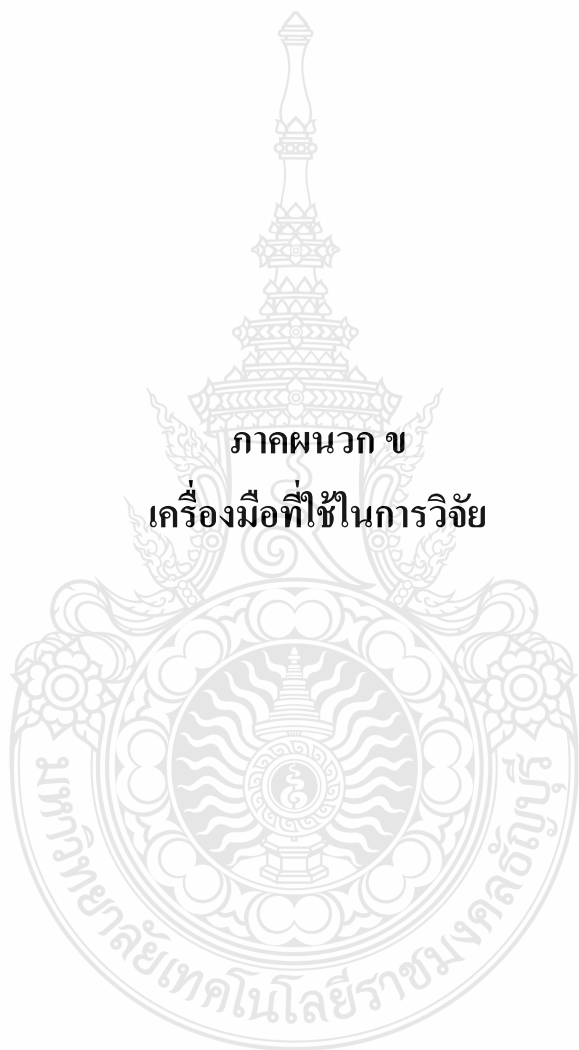 ภาคผนวก ข
เครื่องมือที่ใช้ในการวิจัย
มหาวิทยาลัยเทคโนโลยีราชมงคลธัญบุรี